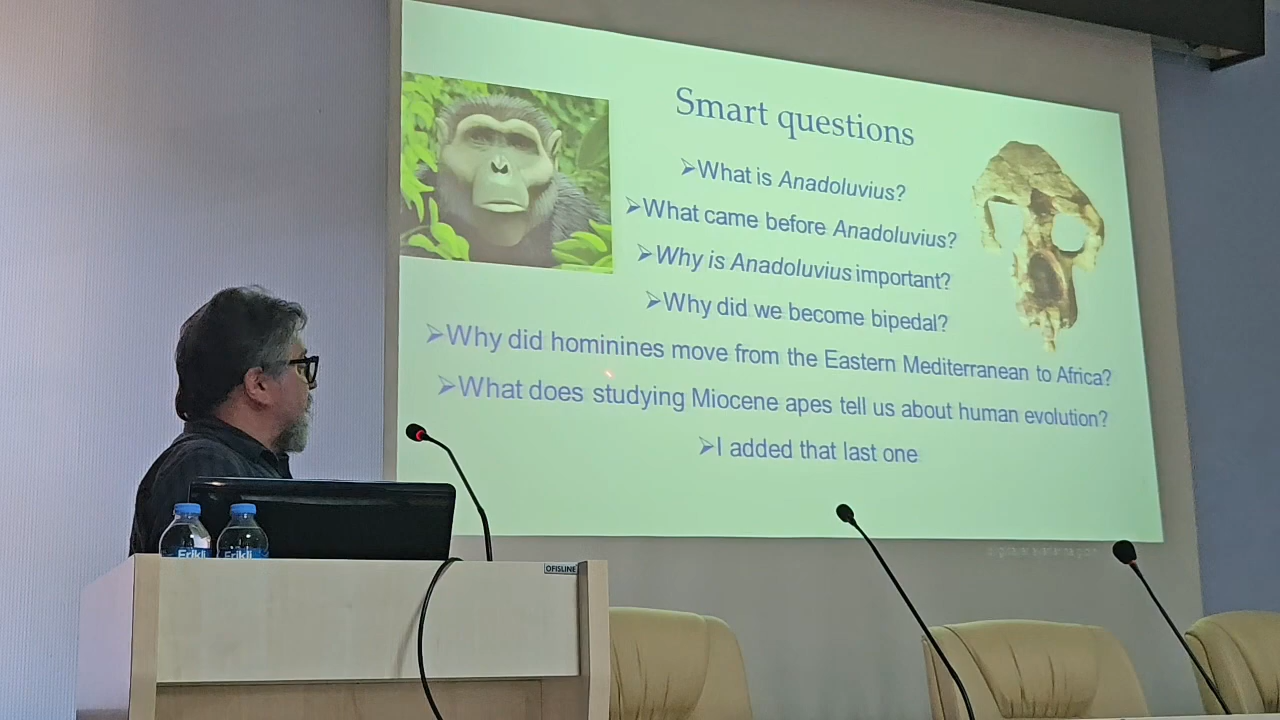 Smart questions
➢What is Anadoluvius?
➢What came before Anadoluvius?
➢Why is Anadoluvius important?
➢Why did we become bipedal?
➢Why did hominines move from the Eastern Mediterranean to Africa?
➢What does studying Miocene apes tell us about human evolution?
➢I added that last one
Erikli
Erikli
OFISLINE